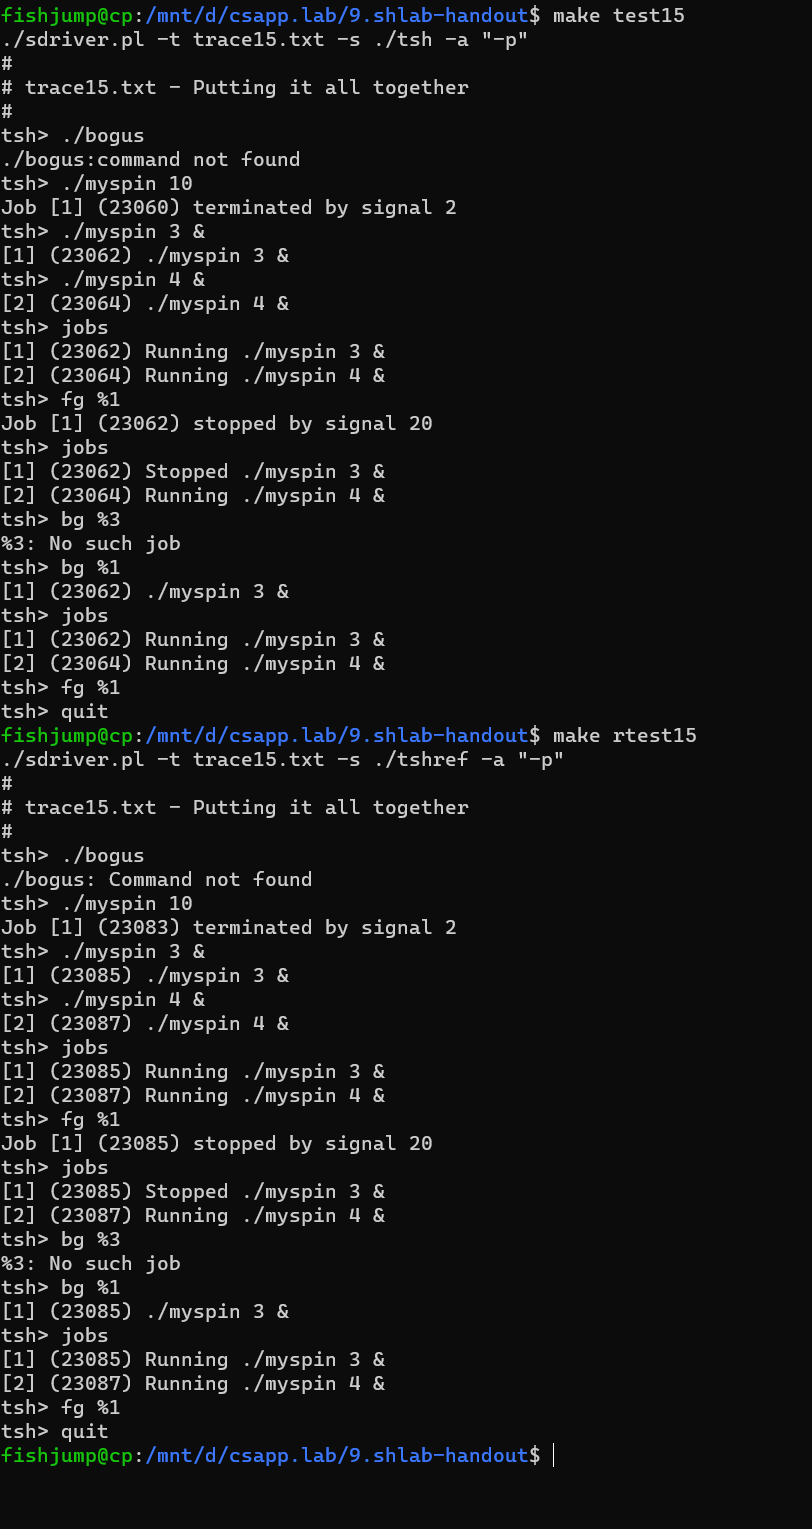 fishjump@cp:/mnt/d/csapp.lab/9.shlab-handout$ make test15
./sdriver.pl -t trace15.txt -s ./tsh -a "-p"
#
# trace15.txt - Putting it all together
#
tsh> ./bogus
./bogus:command not found
tsh> ./myspin 10
Job [1] (23060) terminated by signal 2
tsh> ./myspin 3 &
[1] (23062) ./myspin 3 &
tsh> ./myspin 4 &
[2] (23064) ./myspin 4 &
tsh> jobs
[1] (23062) Running ./myspin 3 &
[2] (23064) Running ./myspin 4 &
tsh> fg %1
Job [1] (23062) stopped by signal 20
tsh> jobs
[1] (23062) Stopped ./myspin 3 &
[2] (23064) Running ./myspin 4 &
tsh> bg %3
%3: No such job
tsh> bg %1
[1] (23062) ./myspin 3 &
tsh> jobs
[1] (23062) Running ./myspin 3 &
[2] (23064) Running ./myspin 4 &
tsh> fg %1
tsh> quit
fishjump@cp:/mnt/d/csapp.lab/9.shlab-handout$ make rtest15
./sdriver.pl -t trace15.txt -s ./tshref -a "-p"
#
# trace15.txt - Putting it all together
#
tsh> ./bogus
./bogus: Command not found
tsh> ./myspin 10
Job [1] (23083) terminated by signal 2
tsh> ./myspin 3 &
[1] (23085) ./myspin 3 &
tsh> ./myspin 4 &
[2] (23087) ./myspin 4 &
tsh> jobs
[1] (23085) Running ./myspin 3 &
[2] (23087) Running ./myspin 4 &
tsh> fg %1
Job [1] (23085) stopped by signal 20
tsh> jobs
[1] (23085) Stopped ./myspin 3 &
[2] (23087) Running ./myspin 4 &
tsh> bg %3
%3: No such job
tsh> bg %1
[1] (23085) ./myspin 3 &
tsh> jobs
[1] (23085) Running ./myspin 3 &
[2] (23087) Running ./myspin 4 &
tsh> fg %1
tsh> quit
fishjump@cp:/mnt/d/csapp.lab/9.shlab-handout$